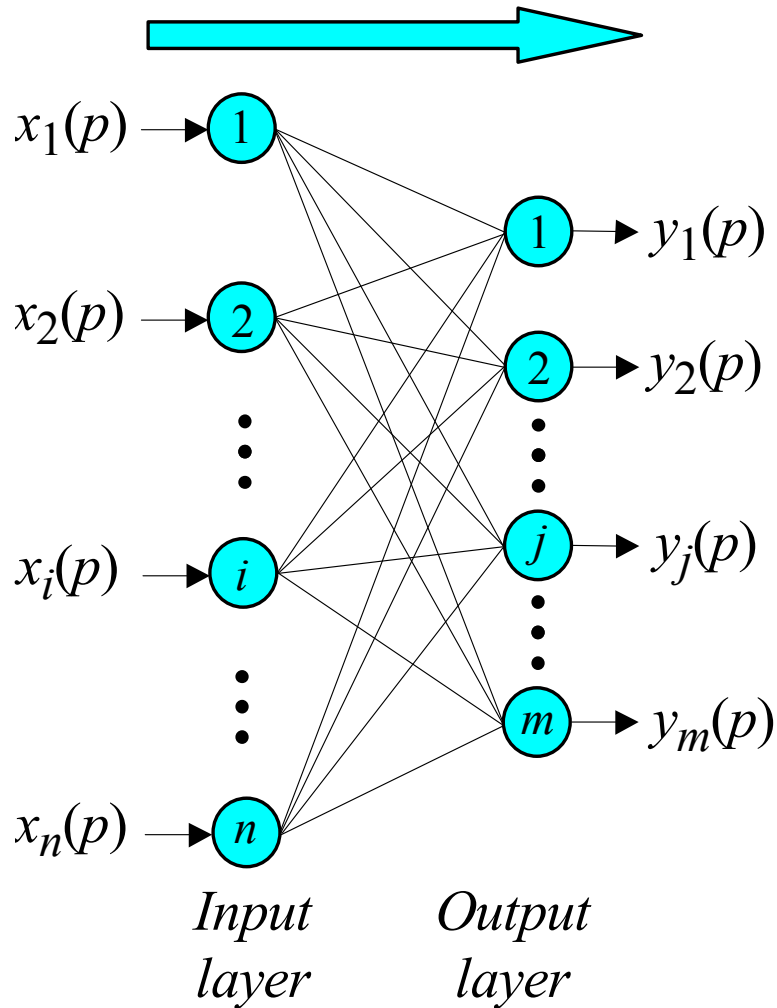 x₁(p) 1
1 y₁(p)
x₂(p) 2
2 y₂(p)
xᵢ(p) i
j yⱼ(p)
m yₘ(p)
xₙ(p) n
Input layer
Output layer